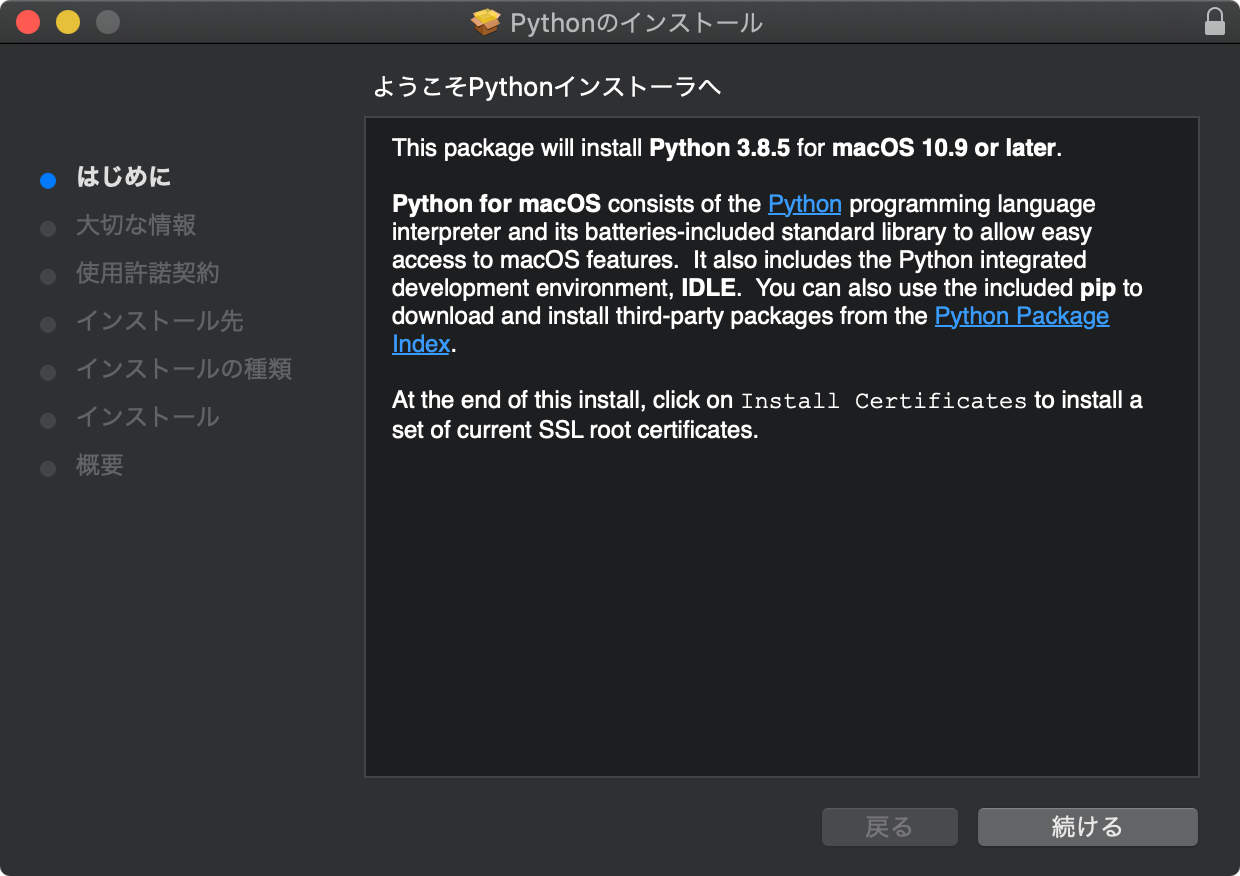 Pythonのインストール
ようこそPythonインストーラへ
はじめに
大切な情報
使用許諾契約
インストール先
インストールの種類
インストール
概要
This package will install Python 3.8.5 for macOS 10.9 or later.
Python for macOS consists of the Python programming language
interpreter and its batteries-included standard library to allow easy
access to macOS features.  It also includes the Python integrated
development environment, IDLE.  You can also use the included pip to
download and install third-party packages from the Python Package
Index.
At the end of this install, click on Install Certificates to install a
set of current SSL root certificates.
戻る
続ける